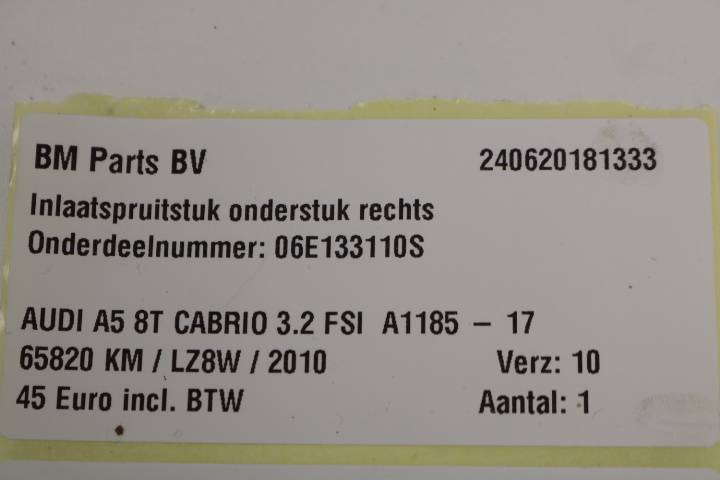 BM Parts BV 240620181333
Inlaatspruitstuk onderstuk rechts
Onderdeelnummer: 06E133110S
AUDI A5 8T CABRIO 3.2 FSI A1185 – 17
65820 KM / LZ8W / 2010 Verz: 10
45 Euro incl. BTW Aantal: 1